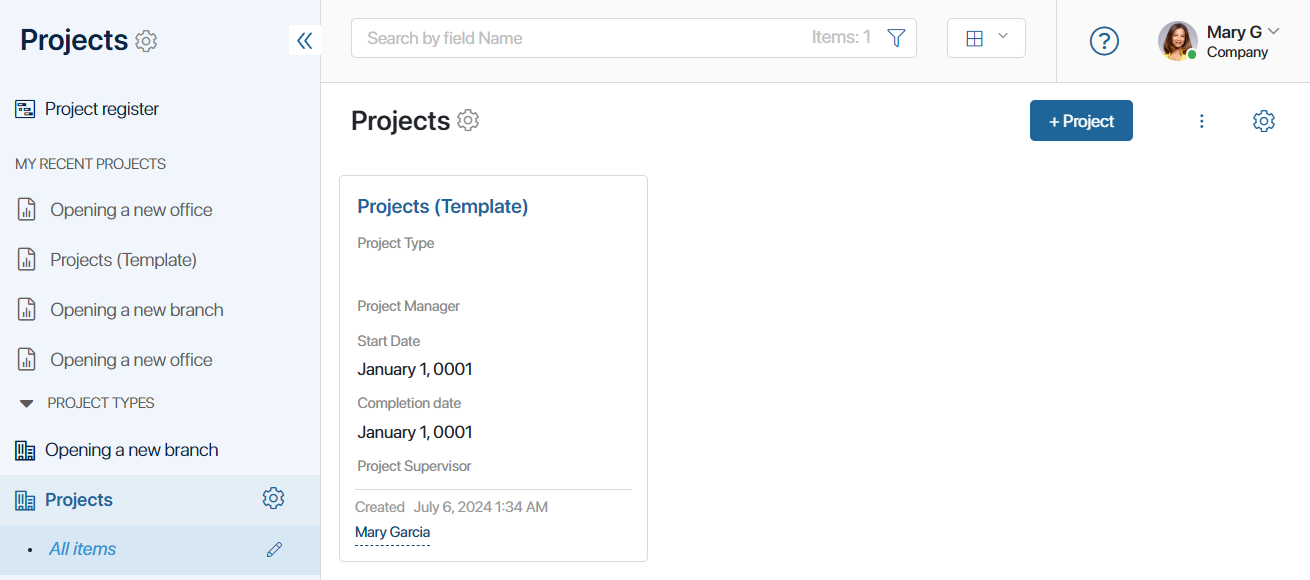 Projects
Project register
MY RECENT PROJECTS
Opening a new office
Projects (Template)
Opening a new branch
Opening a new office
PROJECT TYPES
Opening a new branch
Projects
All items
Search by field Name
Items: 1
?
Mary G
Company
Projects
+ Project
Projects (Template)
Project Type
Project Manager
Start Date
January 1, 0001
Completion date
January 1, 0001
Project Supervisor
Created July 6, 2024 1:34 AM
Mary Garcia